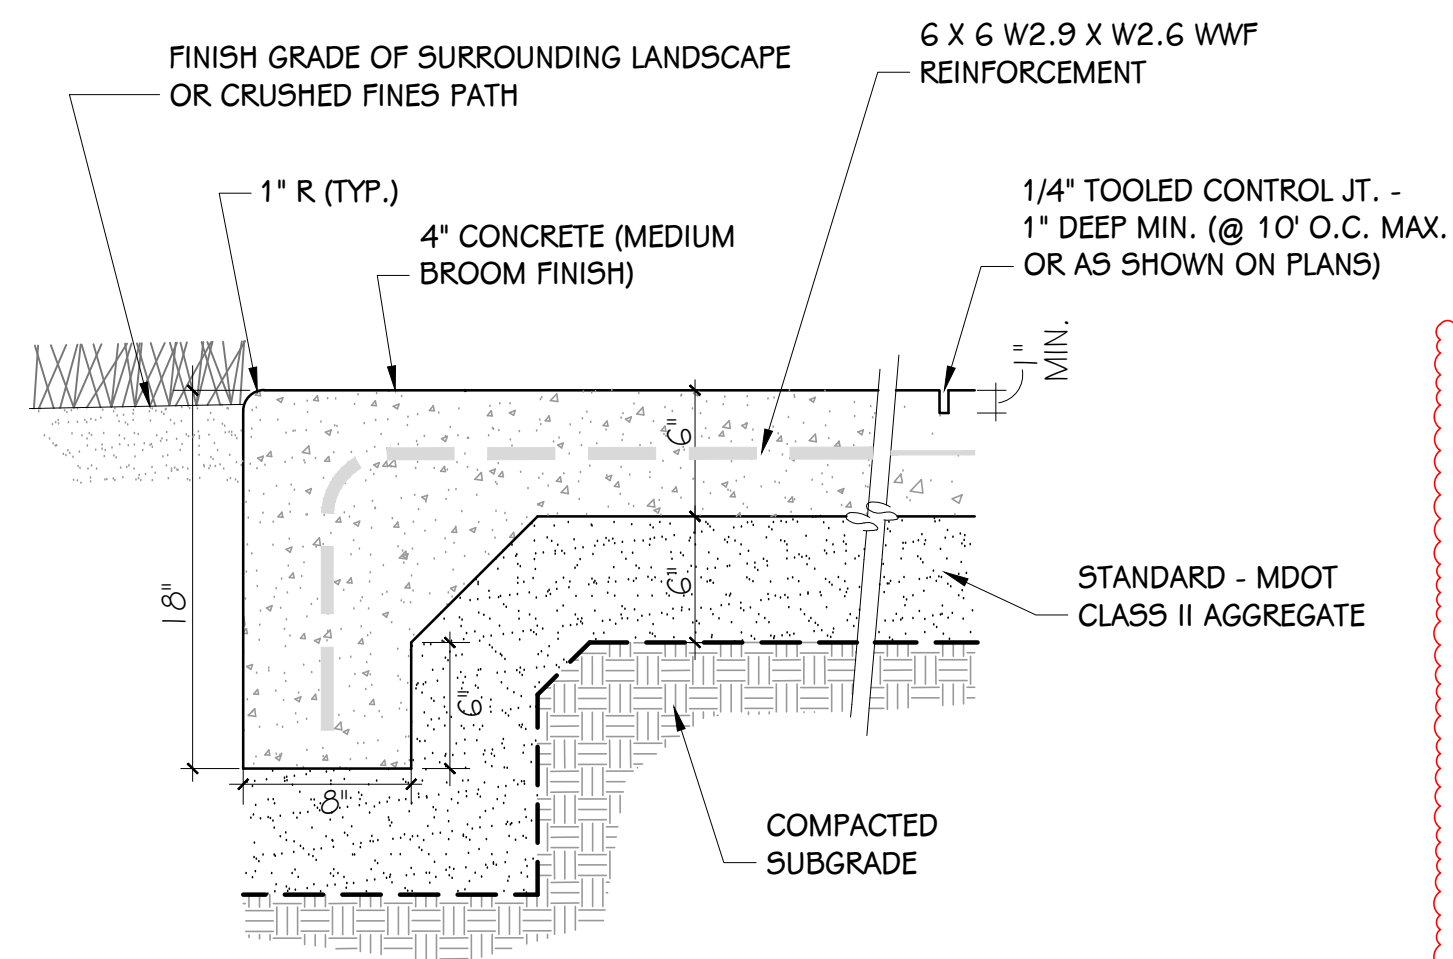 6 X 6 W2.9 X W2.6 WWF
REINFORCEMENT
FINISH GRADE OF SURROUNDING LANDSCAPE
OR CRUSHED FINES PATH
1" R (TYP.)
1/4" TOOLED CONTROL JT. -
1" DEEP MIN. (@ 10' O.C. MAX.
OR AS SHOWN ON PLANS)
4" CONCRETE (MEDIUM
BROOM FINISH)
1"
MIN.
6"
6"
18"
6"
8"
STANDARD - MDOT
CLASS II AGGREGATE
COMPACTED
SUBGRADE